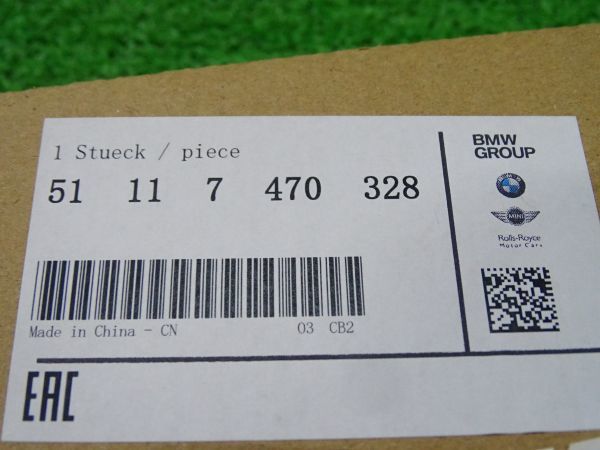 1 Stueck / piece
51 11 7 470 328
Made in China - CN 03 CB2
EAC
BMW
GROUP
MINI
Rolls-Royce
Motor Cars